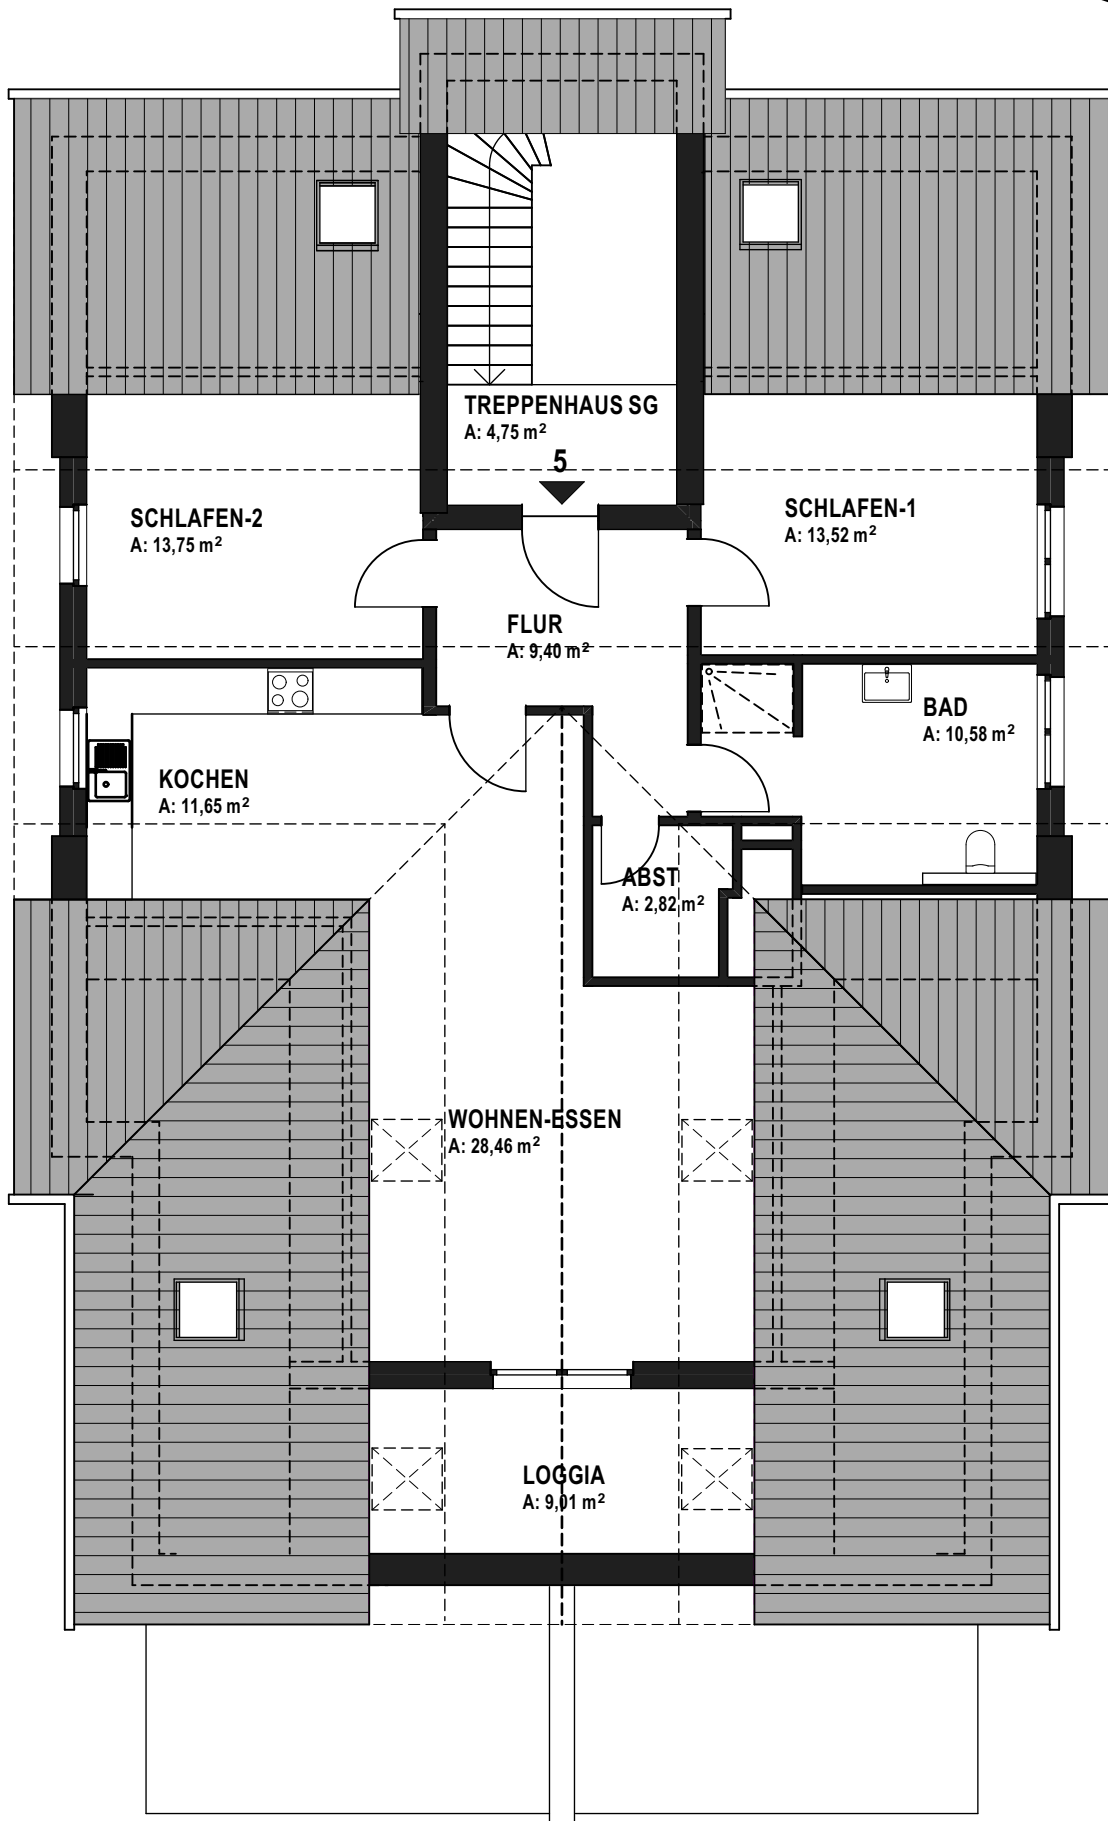 TREPPENHAUS SG
A: 4,75 m²
5
SCHLAFEN-2
A: 13,75 m²
SCHLAFEN-1
A: 13,52 m²
FLUR
A: 9,40 m²
BAD
A: 10,58 m²
KOCHEN
A: 11,65 m²
ABST
A: 2,82 m²
WOHNEN-ESSEN
A: 28,46 m²
LOGGIA
A: 9,01 m²